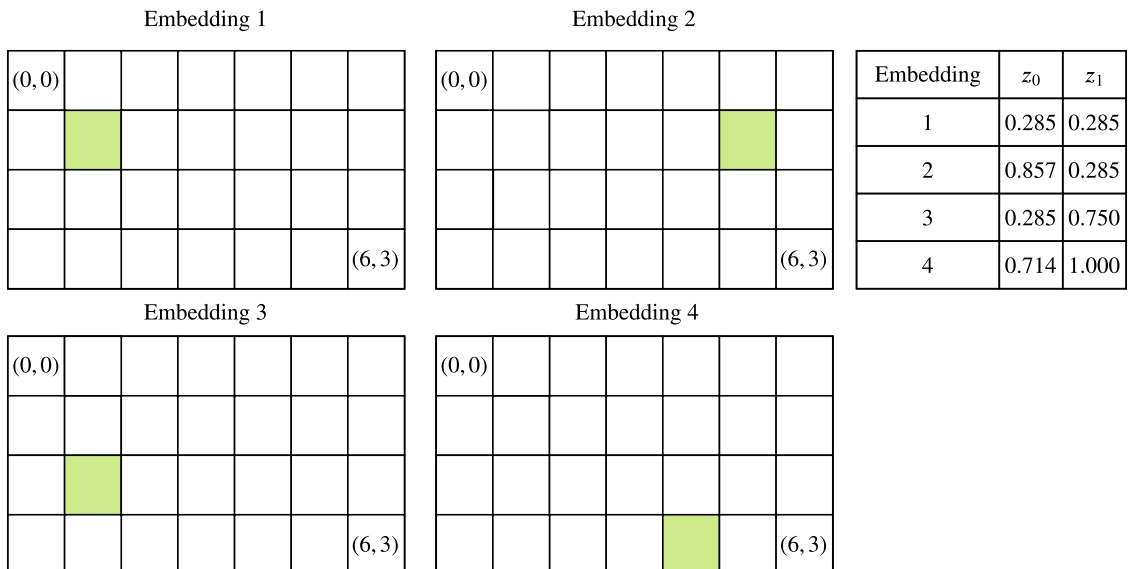 Embedding 1
(0,0)
(6,3)
Embedding 2
(0,0)
(6,3)
Embedding z₀ z₁
1 0.285 0.285
2 0.857 0.285
3 0.285 0.750
4 0.714 1.000
Embedding 3
(0,0)
(6,3)
Embedding 4
(0,0)
(6,3)